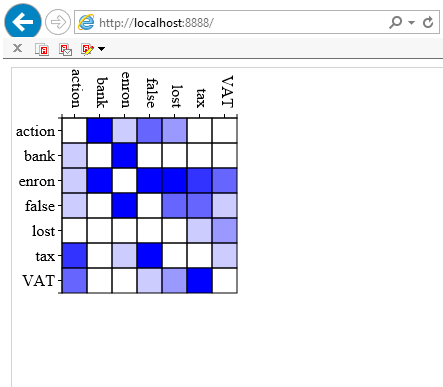 http://localhost:8888/
action bank enron false lost tax VAT
action
bank
enron
false
lost
tax
VAT